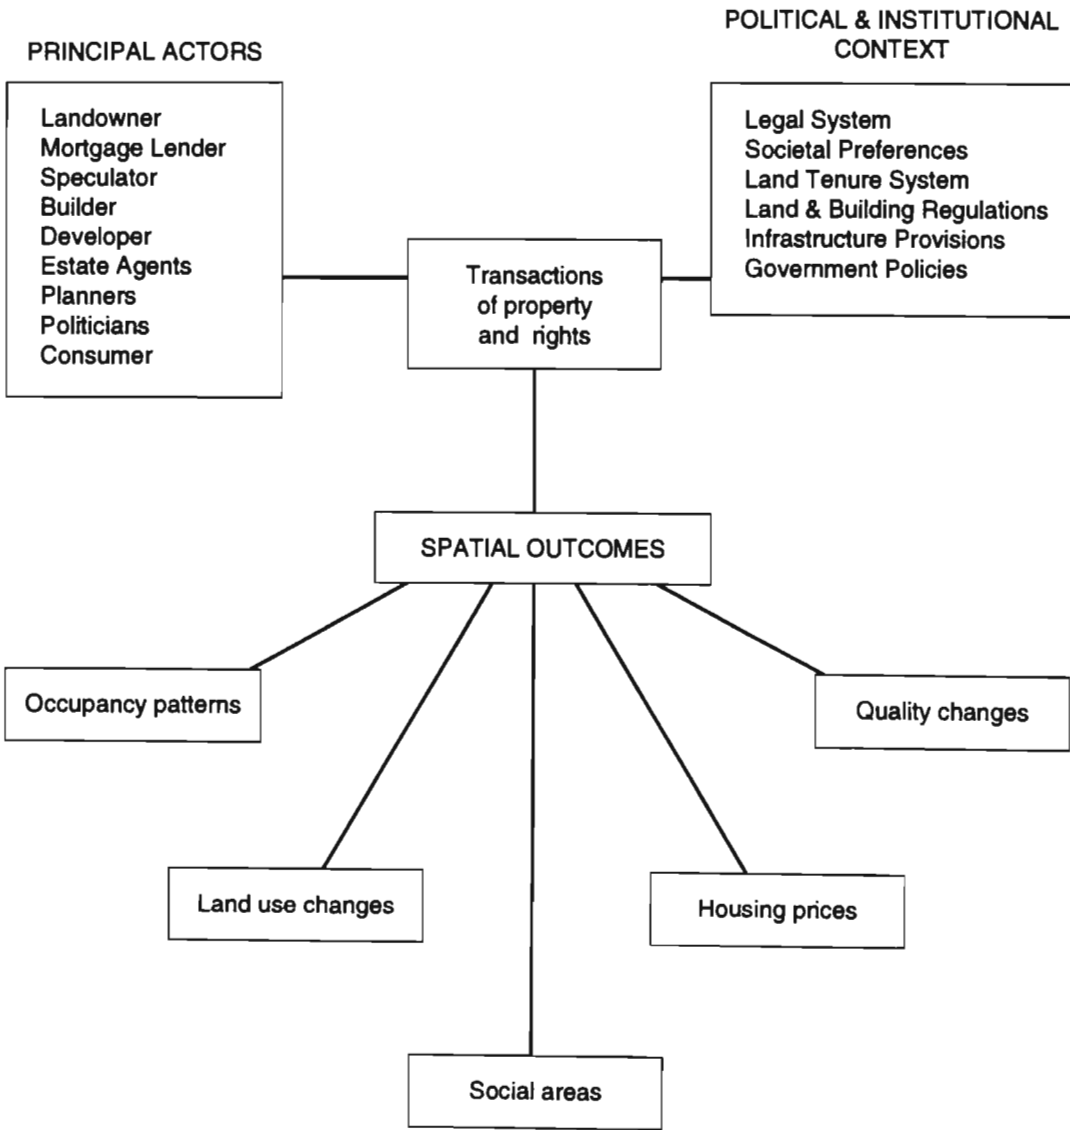 PRINCIPAL ACTORS
Landowner
Mortgage Lender
Speculator
Builder
Developer
Estate Agents
Planners
Politicians
Consumer
POLITICAL & INSTITUTIONAL
CONTEXT
Legal System
Societal Preferences
Land Tenure System
Land & Building Regulations
Infrastructure Provisions
Government Policies
Transactions
of property
and rights
SPATIAL OUTCOMES
Occupancy patterns
Quality changes
Land use changes
Housing prices
Social areas